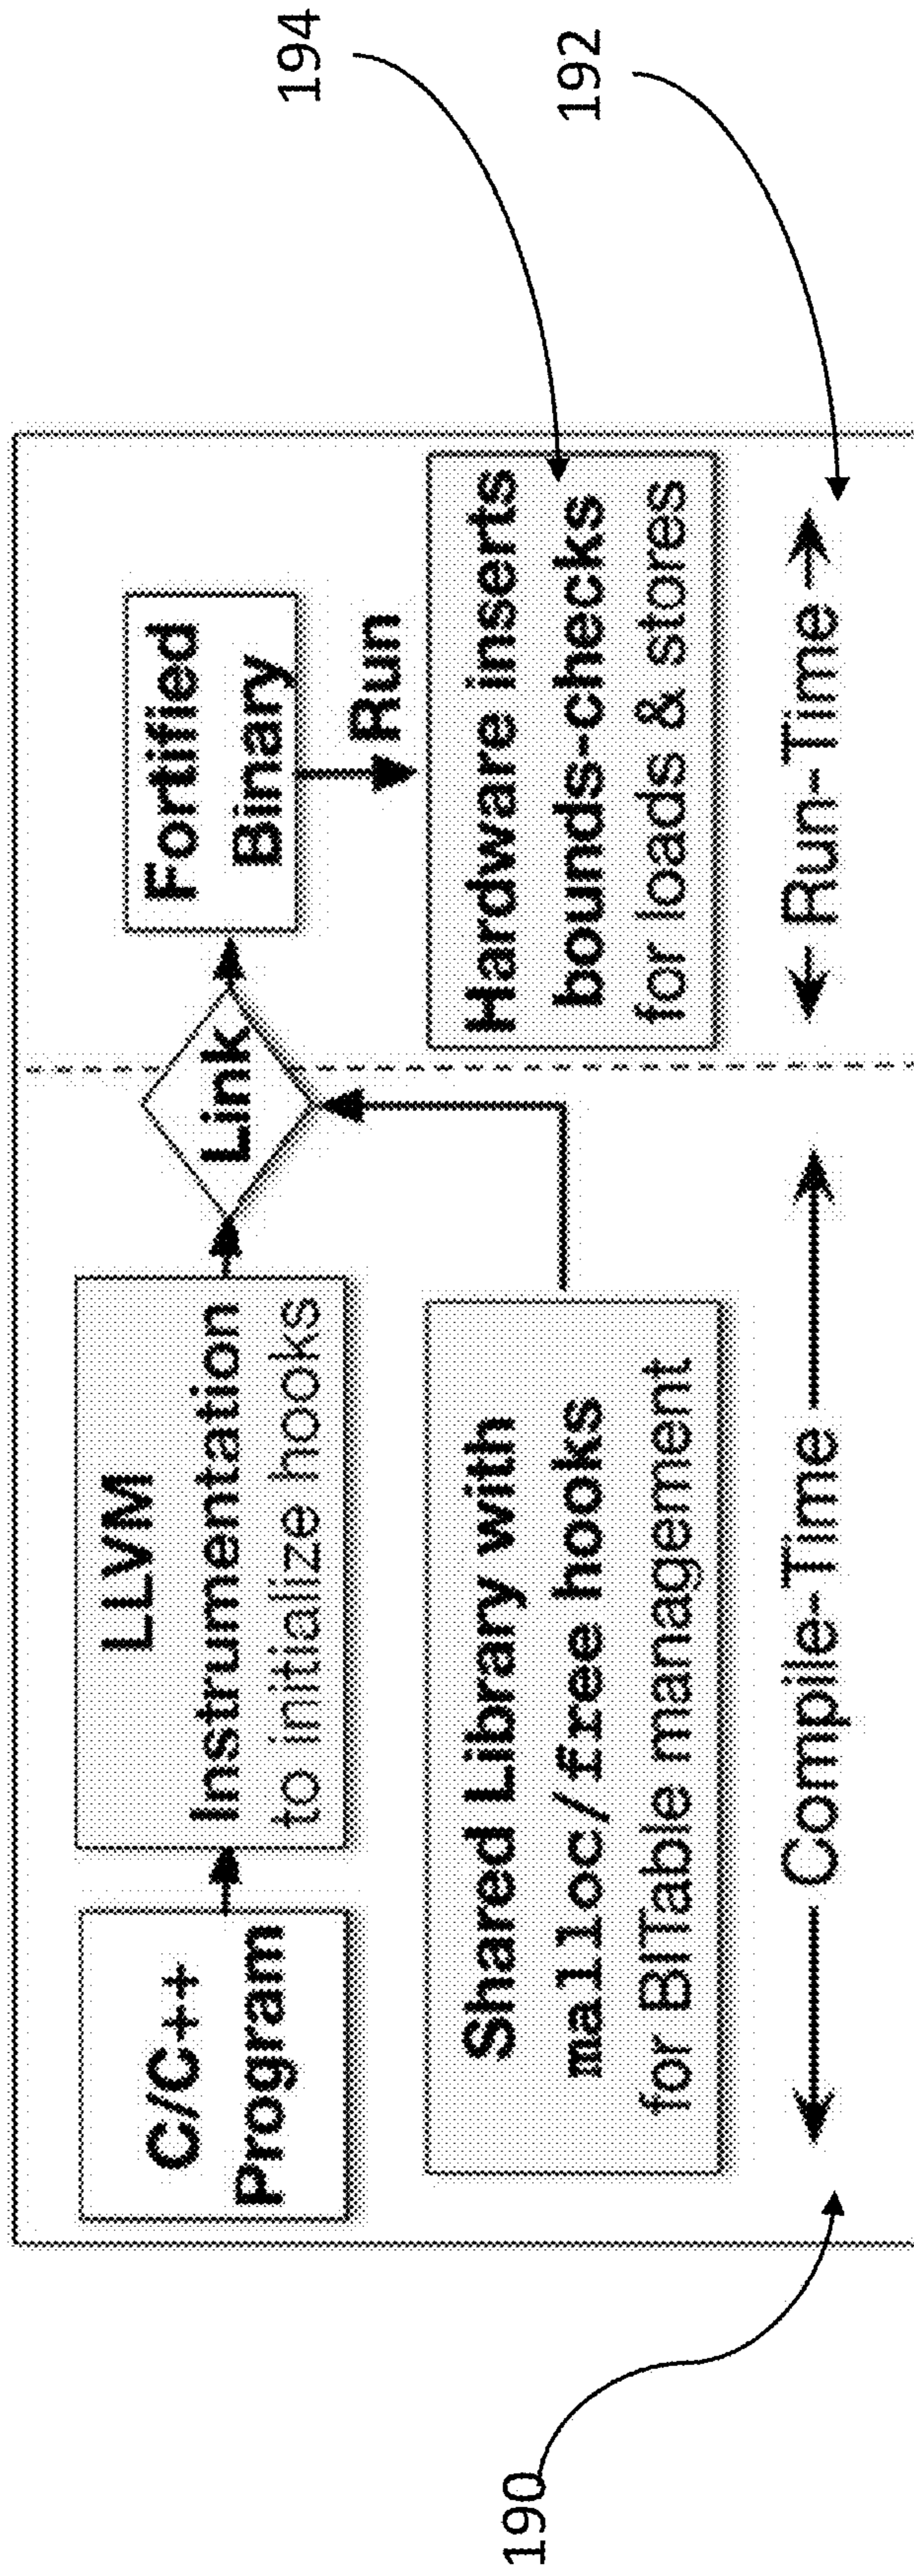 C/C++
Program
LLVM
Instrumentation
to initialize hooks
Link
Fortified
Binary
Run
Shared Library with
malloc/free hooks
for BITable management
Hardware inserts
bounds-checks
for loads & stores
Compile-Time
Run-Time
190
194
192